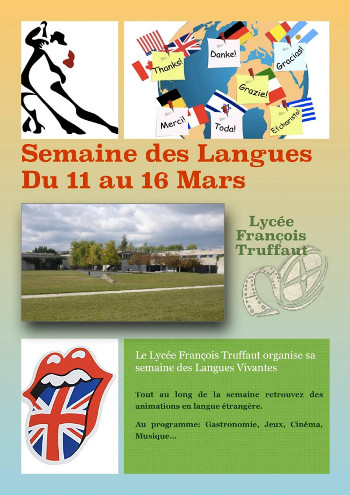 Thanks!
Danke!
Gracias!
Grazie!
Merci!
Toda!
Efcharisto!
Semaine des Langues
Du 11 au 16 Mars
Lycée
François
Truffaut
Le Lycée François Truffaut organise sa
semaine des Langues Vivantes
Tout au long de la semaine retrouvez des
animations en langue étrangère.
Au programme: Gastronomie, Jeux, Cinéma,
Musique...